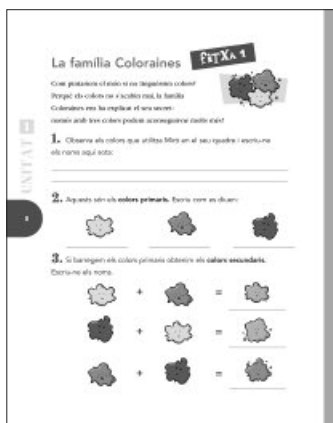 La família Coloraines
FITXA 1
Com pintaríem el món si no tinguéssim colors?
Perquè els colors no s'acabin mai, la família
Coloraines ens ha explicat el seu secret:
només amb tres colors podem aconseguir-ne molts més!
1. Observa els colors que utilitza Miró en el seu quadre i escriu-ne
els noms aquí sota:
UNITAT 1
2. Aquests són els colors primaris. Escriu com es diuen:
3. Si barregem els colors primaris obtenim els colors secundaris.
Escriu-ne els noms.
+ =
+ =
+ =